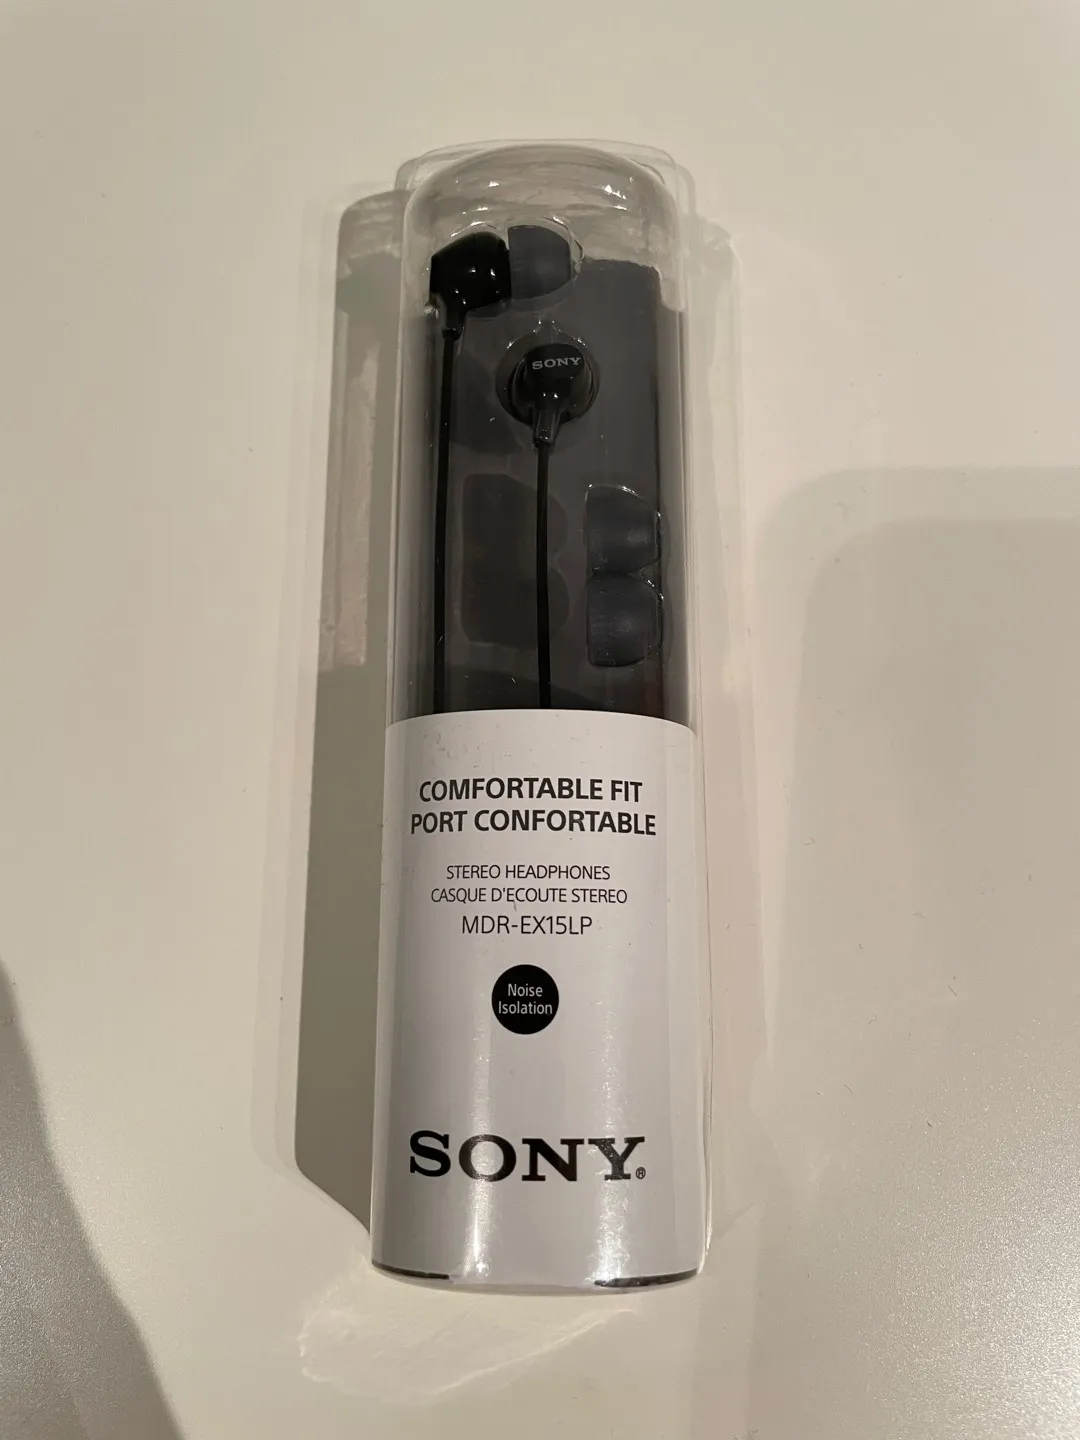 SONY
COMFORTABLE FIT
PORT CONFORTABLE
STEREO HEADPHONES
CASQUE D'ECOUTE STEREO
MDR-EX15LP
Noise
Isolation
SONY®